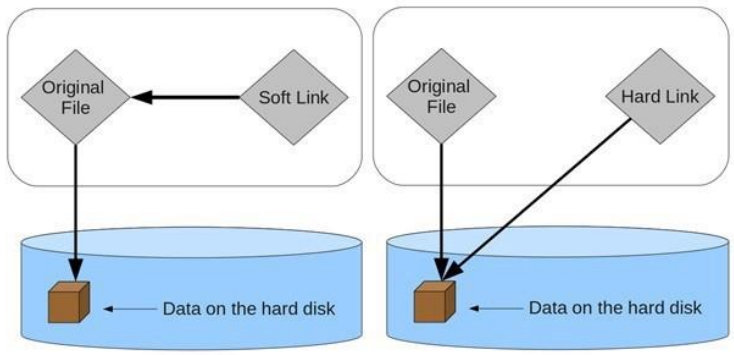 Original
File
Soft Link
Data on the hard disk
Original
File
Hard Link
Data on the hard disk